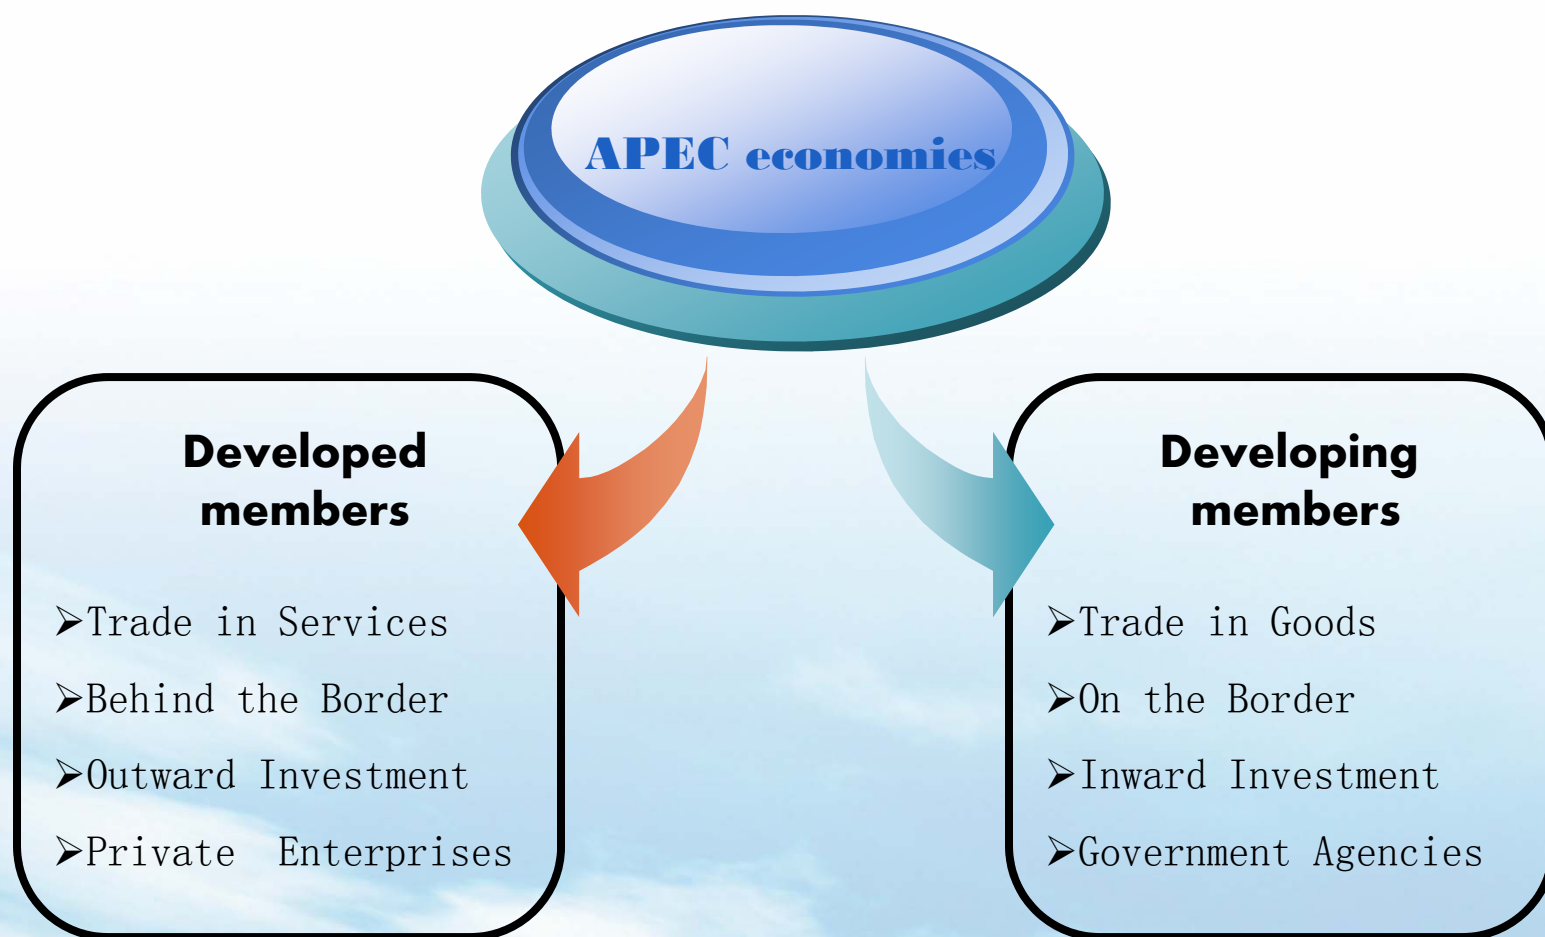 APEC economies
Developed
members
➢Trade in Services
➢Behind the Border
➢Outward Investment
➢Private  Enterprises
Developing
members
➢Trade in Goods
➢On the Border
➢Inward Investment
➢Government Agencies